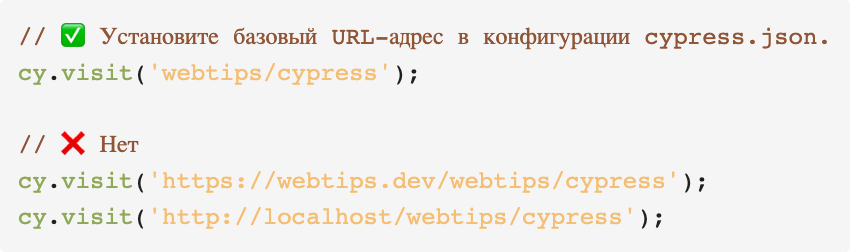 // ✅ Установите базовый URL-адрес в конфигурации cypress.json.
cy.visit('webtips/cypress');
// ❌ Нет
cy.visit('https://webtips.dev/webtips/cypress');
cy.visit('http://localhost/webtips/cypress');